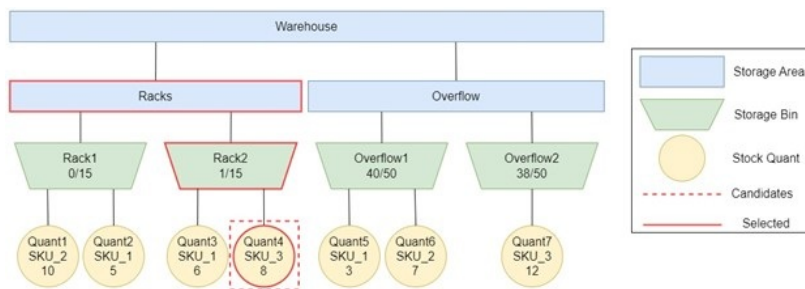 Warehouse
Storage Area
Racks
Overflow
Storage Bin
Rack1
0/15
Rack2
1/15
Overflow1
40/50
Overflow2
38/50
Stock Quant
Candidates
Selected
Quant1
SKU_2
10
Quant2
SKU_1
5
Quant3
SKU_1
6
Quant4
SKU_3
8
Quant5
SKU_1
3
Quant6
SKU_2
7
Quant7
SKU_3
12